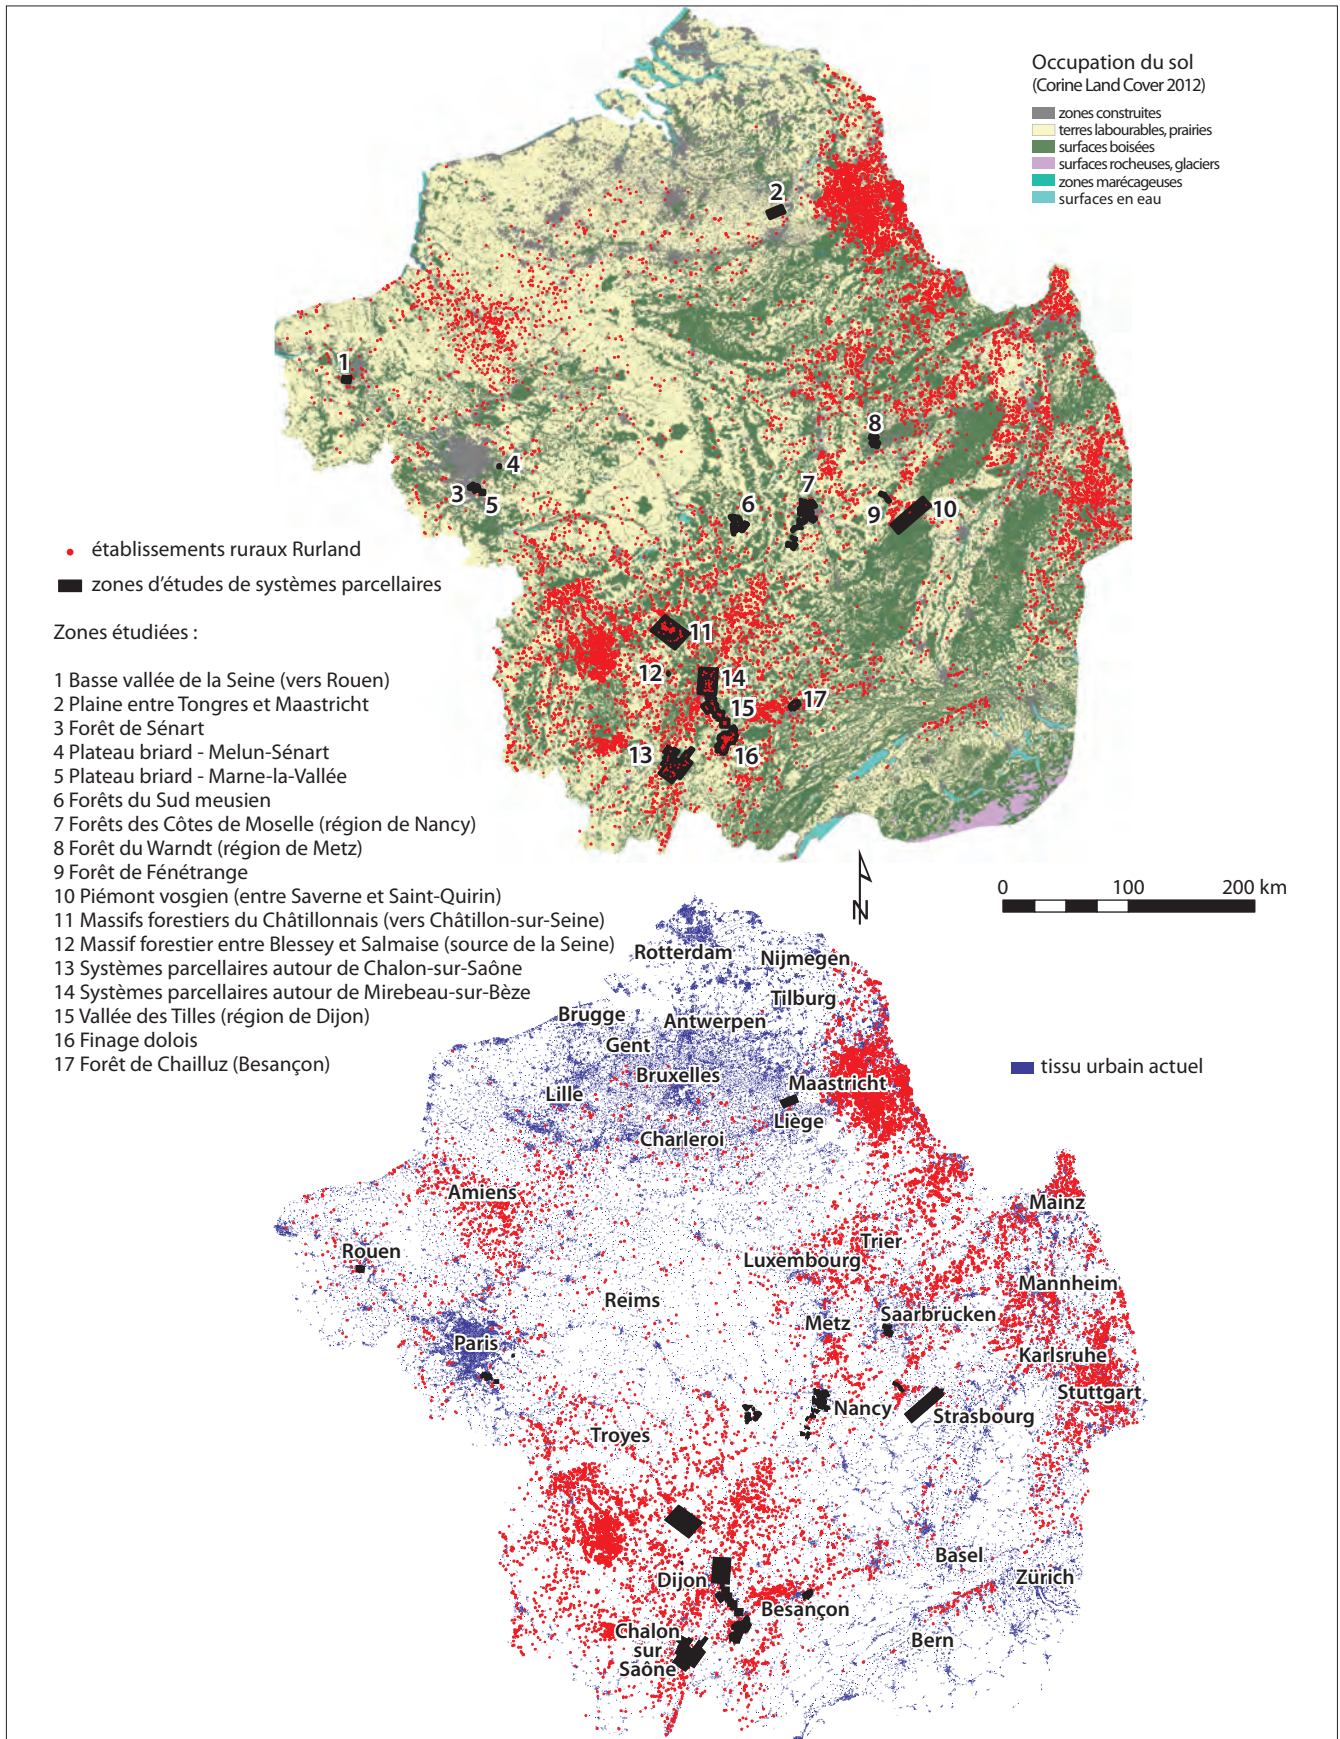 Occupation du sol
(Corine Land Cover 2012)
zones construites
terres labourables, prairies
surfaces boisées
surfaces rocheuses, glaciers
zones marécageuses
surfaces en eau
2
1
8
4
3
5
7
6
9
10
11
12
14
15
17
13
16
établissements ruraux Rurland
zones d'études de systèmes parcellaires
Zones étudiées :
1 Basse vallée de la Seine (vers Rouen)
2 Plaine entre Tongres et Maastricht
3 Forêt de Sénart
4 Plateau briard - Melun-Sénart
5 Plateau briard - Marne-la-Vallée
6 Forêts du Sud meusien
7 Forêts des Côtes de Moselle (région de Nancy)
8 Forêt du Warndt (région de Metz)
9 Forêt de Fénétrange
10 Piémont vosgien (entre Saverne et Saint-Quirin)
11 Massifs forestiers du Châtillonnais (vers Châtillon-sur-Seine)
12 Massif forestier entre Blessey et Salmaise (source de la Seine)
13 Systèmes parcellaires autour de Chalon-sur-Saône
14 Systèmes parcellaires autour de Mirebeau-sur-Bèze
15 Vallée des Tilles (région de Dijon)
16 Finage dolois
17 Forêt de Chailluz (Besançon)
N
0 100 200 km
tissu urbain actuel
Rotterdam
Nijmegen
Tilburg
Brugge
Antwerpen
Gent
Bruxelles
Maastricht
Lille
Liège
Charleroi
Amiens
Mainz
Rouen
Trier
Luxembourg
Mannheim
Reims
Saarbrücken
Metz
Paris
Karlsruhe
Stuttgart
Nancy
Strasbourg
Troyes
Basel
Zürich
Dijon
Besançon
Bern
Chalon
sur
Saône